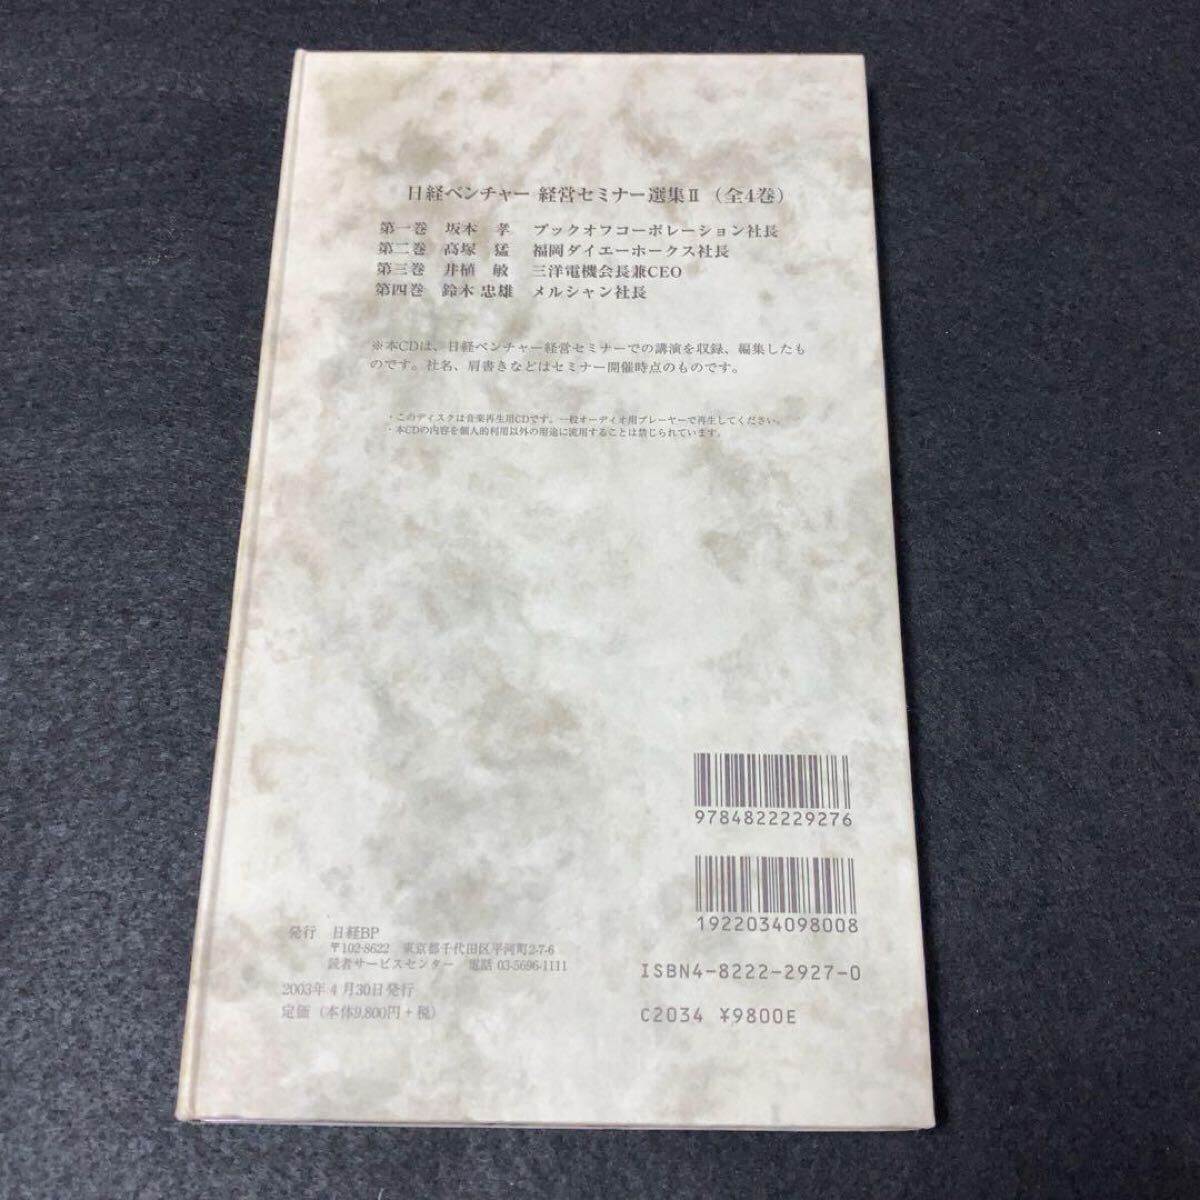 日経ベンチャー 経営セミナー選集Ⅱ（全4巻）
第一巻 坂本 孝 ブックオフコーポレーション社長
第二巻 高塚 猛 福岡ダイエーホークス社長
第三巻 井植 敏 三洋電機会長兼CEO
第四巻 鈴木 忠雄 メルシャン社長
※本CDは、日経ベンチャー経営セミナーでの講演を収録、編集したも
のです。社名、肩書きなどはセミナー開催時点のものです。
・このディスクは音楽再生用CDです。一般オーディオ用プレーヤーで再生してください。
・本CDの内容を個人的利用以外の用途に流用することは禁じられています。
9784822229276
1922034098008
発行 日経BP
〒102-8622 東京都千代田区平河町2-7-6
読者サービスセンター 電話 03-5696-1111
2003年4月30日発行
定価（本体9,800円+税）
ISBN4-8222-2927-0
C2034 ¥9800E